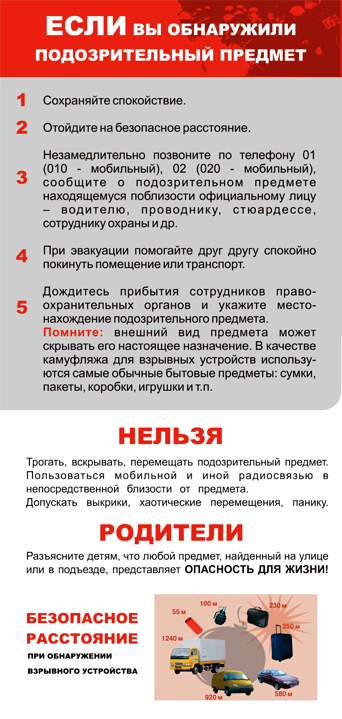 ЕСЛИ ВЫ ОБНАРУЖИЛИ
ПОДОЗРИТЕЛЬНЫЙ ПРЕДМЕТ
1 Сохраняйте спокойствие.
2 Отойдите на безопасное расстояние.
Незамедлительно позвоните по телефону 01
(010 - мобильный), 02 (020 - мобильный),
3 сообщите о подозрительном предмете
находящемуся поблизости официальному лицу
– водителю, проводнику, стюардессе,
сотруднику охраны и др.
4 При эвакуации помогайте друг другу спокойно
покинуть помещение или транспорт.
Дождитесь прибытия сотрудников право-
5 охранительных органов и укажите место-
нахождение подозрительного предмета.
Помните: внешний вид предмета может
скрывать его настоящее назначение. В качестве
камуфляжа для взрывных устройств использу-
ются самые обычные бытовые предметы: сумки,
пакеты, коробки, игрушки и т.п.
НЕЛЬЗЯ
Трогать, вскрывать, перемещать подозрительный предмет.
Пользоваться мобильной и иной радиосвязью в
непосредственной близости от предмета.
Допускать выкрики, хаотические перемещения, панику.
РОДИТЕЛИ
Разъясните детям, что любой предмет, найденный на улице
или в подъезде, представляет ОПАСНОСТЬ ДЛЯ ЖИЗНИ!
БЕЗОПАСНОЕ
РАССТОЯНИЕ
ПРИ ОБНАРУЖЕНИИ
ВЗРЫВНОГО УСТРОЙСТВА
55 м
100 м
230 м
350 м
1240 м
920 м
580 м